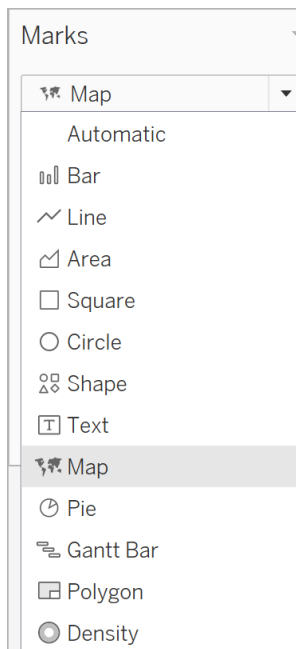 Marks
Map
Automatic
Bar
Line
Area
Square
Circle
Shape
T Text
Map
Pie
Gantt Bar
Polygon
Density